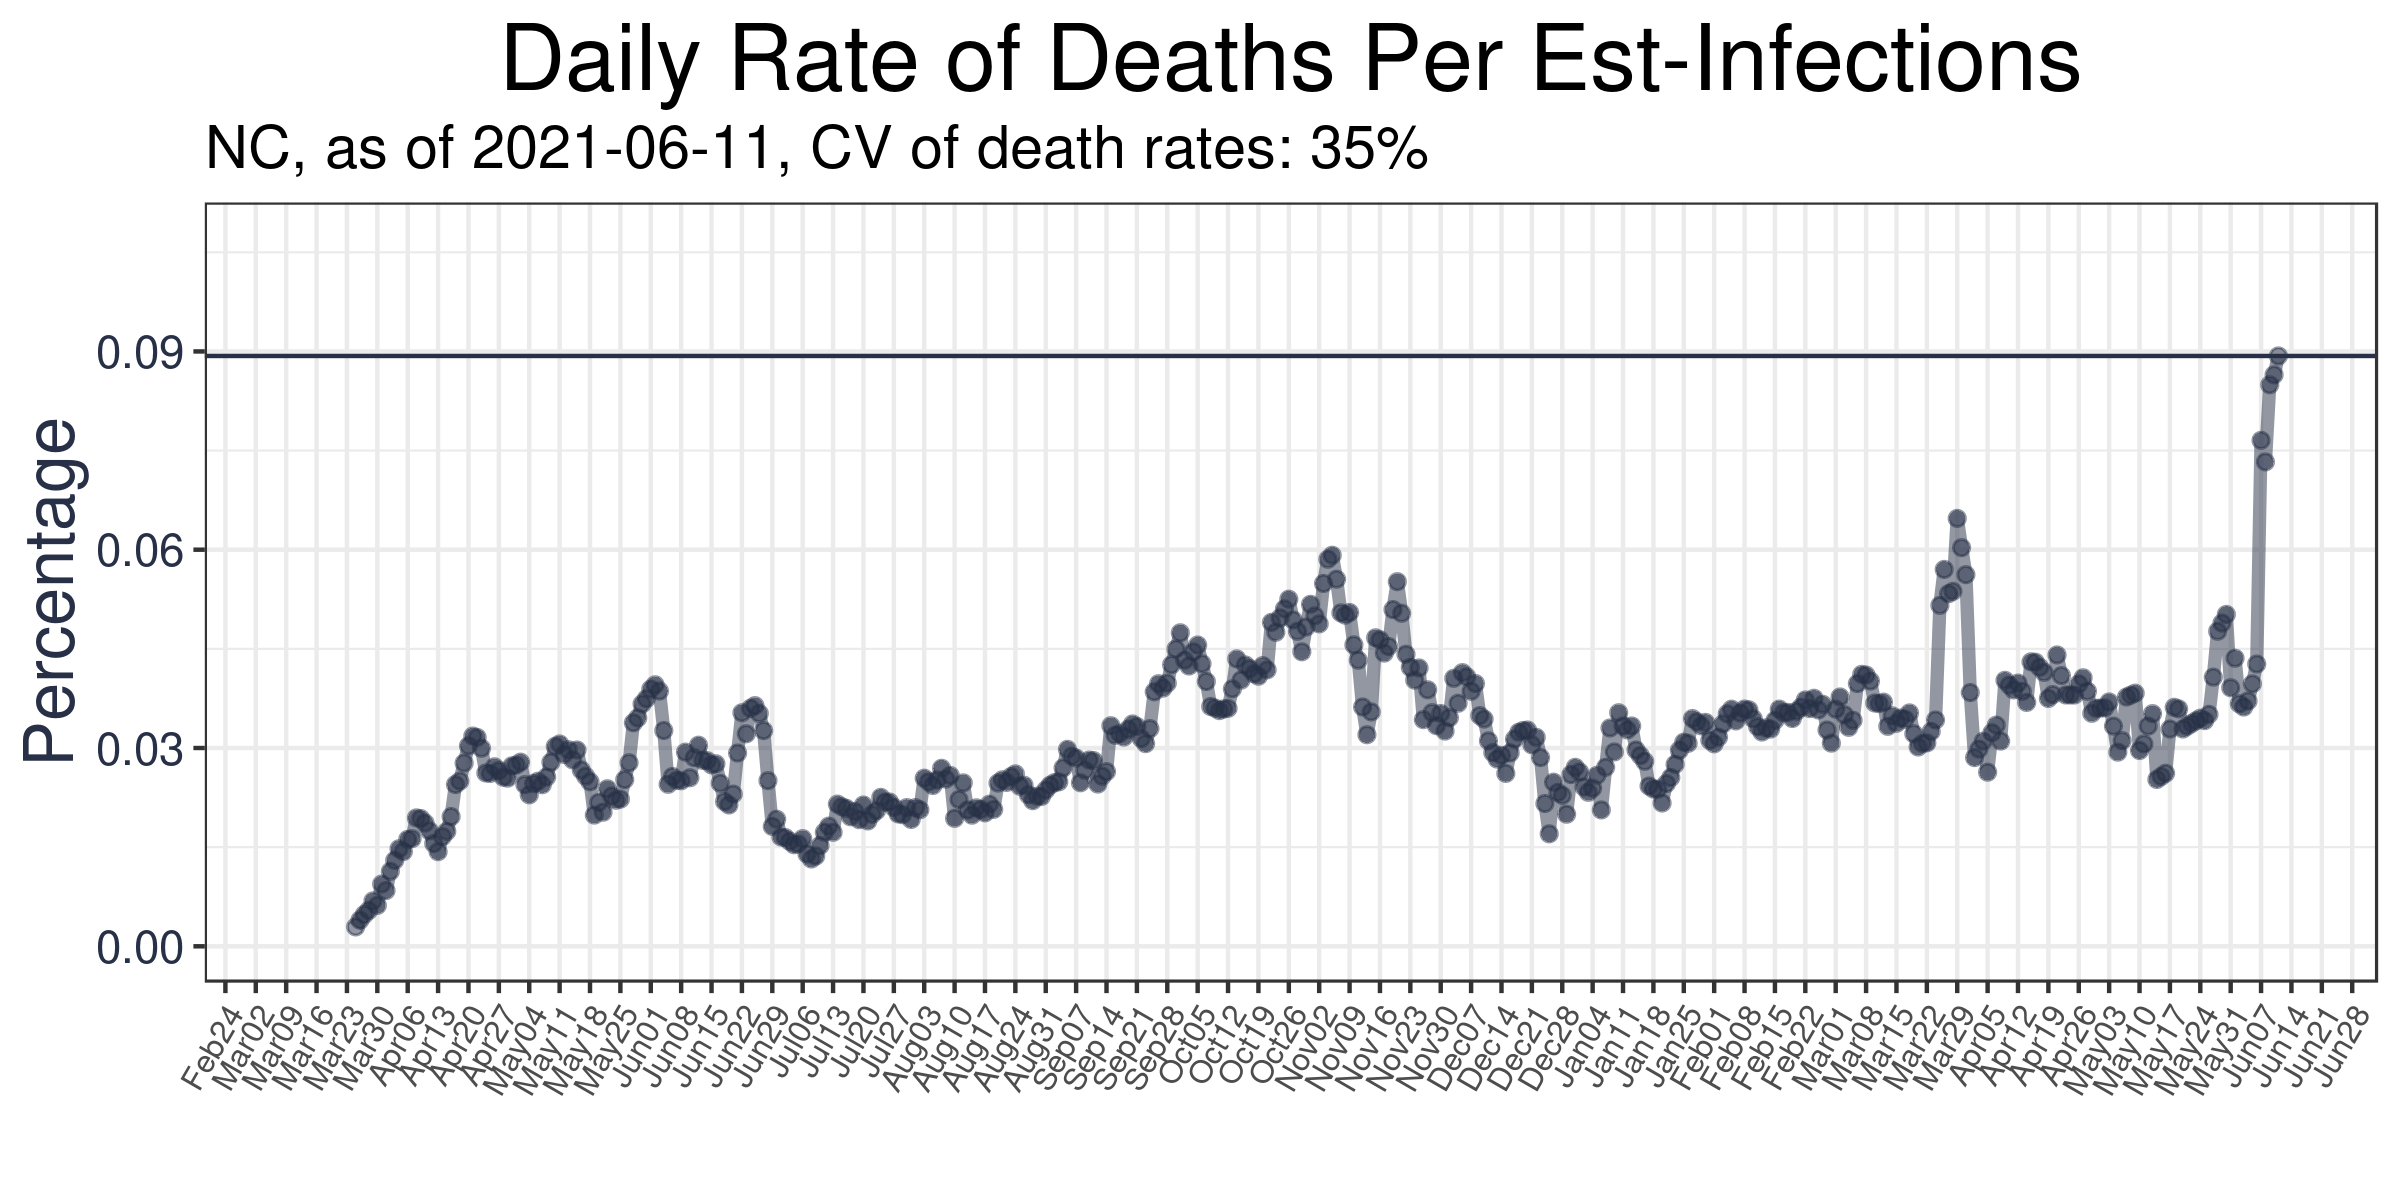 Daily Rate of Deaths Per Est-Infections
NC, as of 2021-06-11, CV of death rates: 35%
Percentage
0.09
0.06
0.03
0.00
Feb24
Mar02
Mar09
Mar16
Mar23
Mar30
Apr06
Apr13
Apr20
Apr27
May04
May11
May18
May25
Jun01
Jun08
Jun15
Jun22
Jun29
Jul06
Jul13
Jul20
Jul27
Aug03
Aug10
Aug17
Aug24
Aug31
Sep07
Sep14
Sep21
Sep28
Oct05
Oct12
Oct19
Oct26
Nov02
Nov09
Nov16
Nov23
Nov30
Dec07
Dec14
Dec21
Dec28
Jan04
Jan11
Jan18
Jan25
Feb01
Feb08
Feb15
Feb22
Mar01
Mar08
Mar15
Mar22
Mar29
Apr05
Apr12
Apr19
Apr26
May03
May10
May17
May24
May31
Jun07
Jun14
Jun21
Jun28